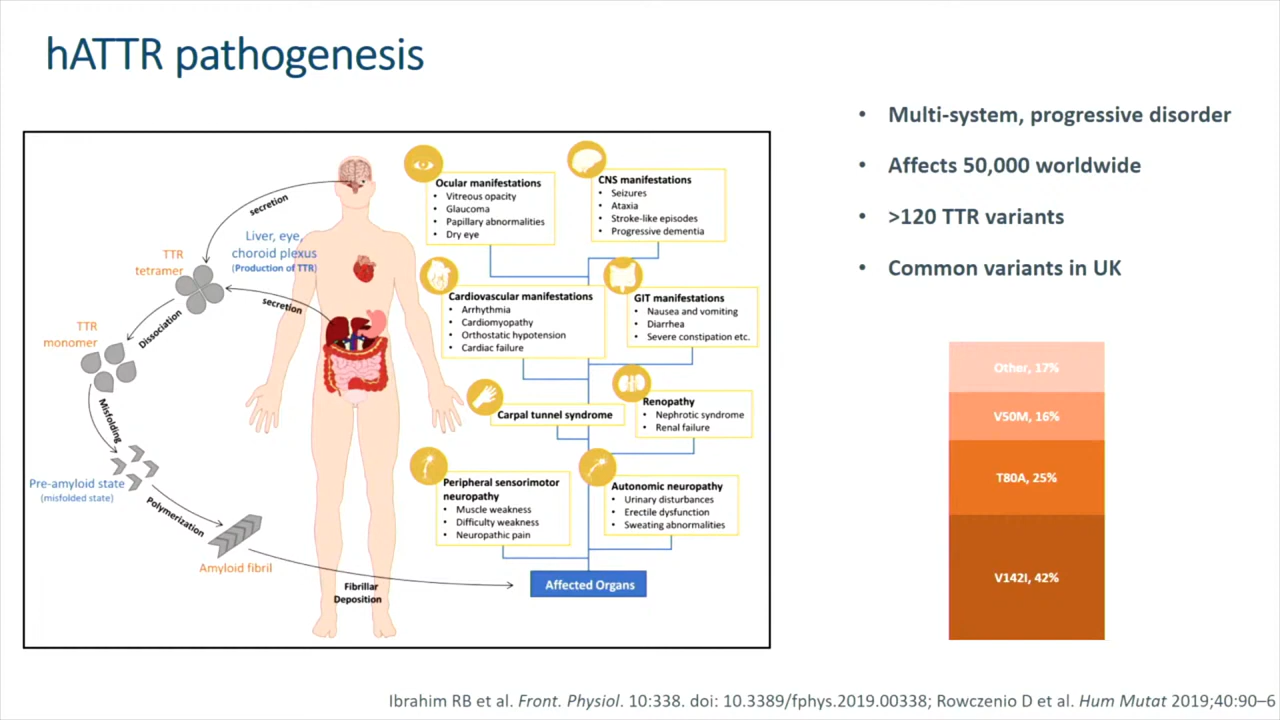 hATTR pathogenesis
secretion
Liver, eye,
choroid plexus
(Production of TTR)
TTR
tetramer
secretion
Dissociation
TTR
monomer
Misfolding
Pre-amyloid state
(misfolded state)
Polymerization
Amyloid fibril
Fibrillar
Deposition
Ocular manifestations
• Vitreous opacity
• Glaucoma
• Papillary abnormalities
• Dry eye
CNS manifestations
• Seizures
• Ataxia
• Stroke-like episodes
• Progressive dementia
Cardiovascular manifestations
• Arrhythmia
• Cardiomyopathy
• Orthostatic hypotension
• Cardiac failure
GIT manifestations
• Nausea and vomiting
• Diarrhea
• Severe constipation etc.
Carpal tunnel syndrome
Renopathy
• Nephrotic syndrome
• Renal failure
Peripheral sensorimotor
neuropathy
• Muscle weakness
• Difficulty weakness
• Neuropathic pain
Autonomic neuropathy
• Urinary disturbances
• Erectile dysfunction
• Sweating abnormalities
Affected Organs
• Multi-system, progressive disorder
• Affects 50,000 worldwide
• >120 TTR variants
• Common variants in UK
Other, 17%
V50M, 16%
T80A, 25%
V142I, 42%
Ibrahim RB et al. Front. Physiol. 10:338. doi: 10.3389/fphys.2019.00338; Rowczenio D et al. Hum Mutat 2019;40:90–6